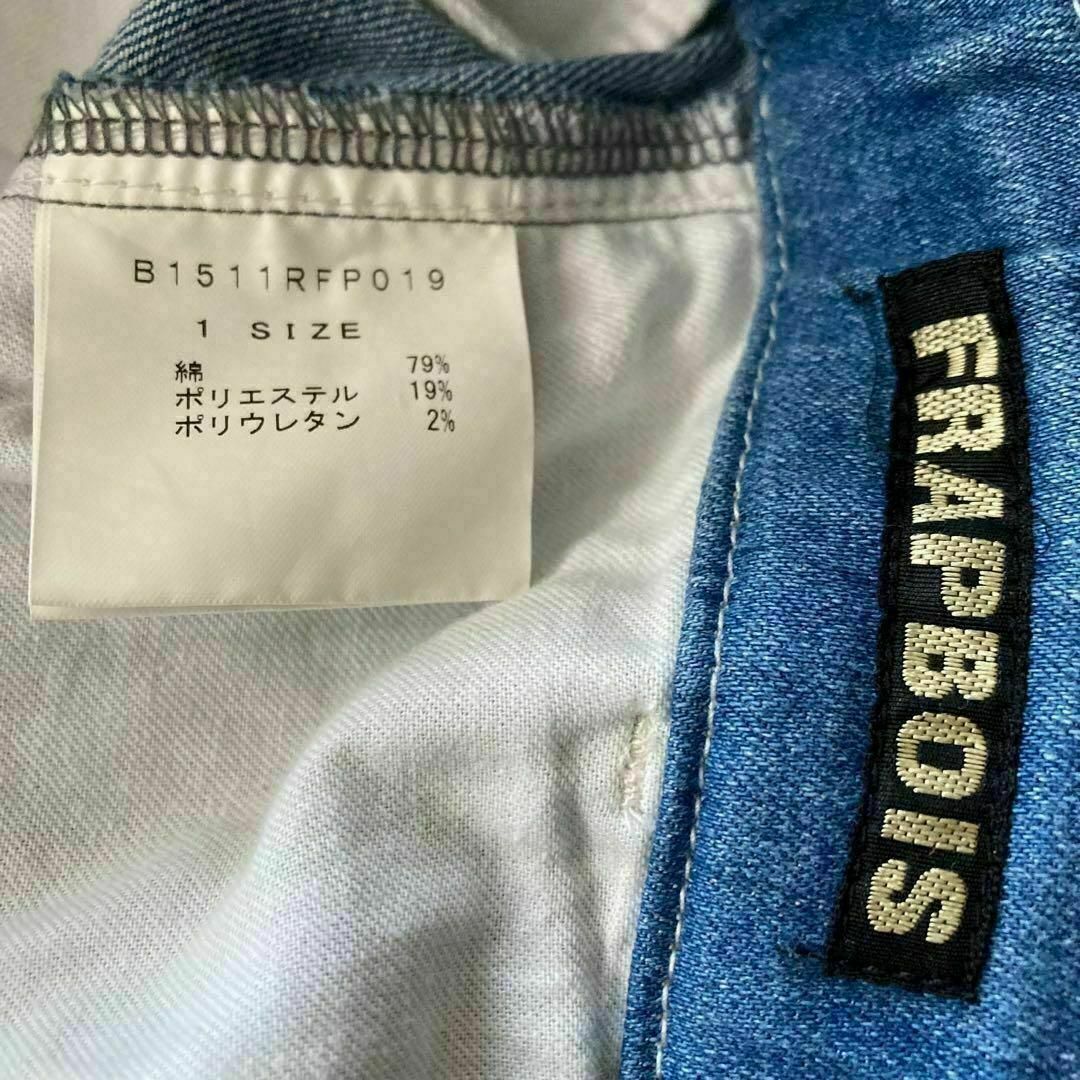 B1511RFP019
1 SIZE
綿 79%
ポリエステル 19%
ポリウレタン 2%
FRAPBOIS